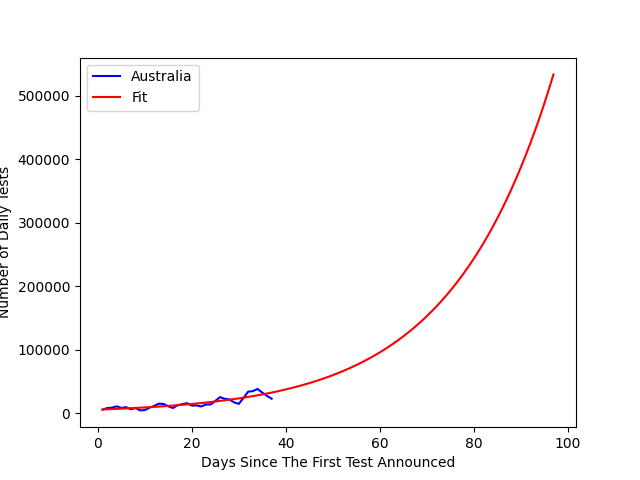 Australia
Fit
500000
400000
300000
200000
100000
0
Number of Daily Tests
0 20 40 60 80 100
Days Since The First Test Announced